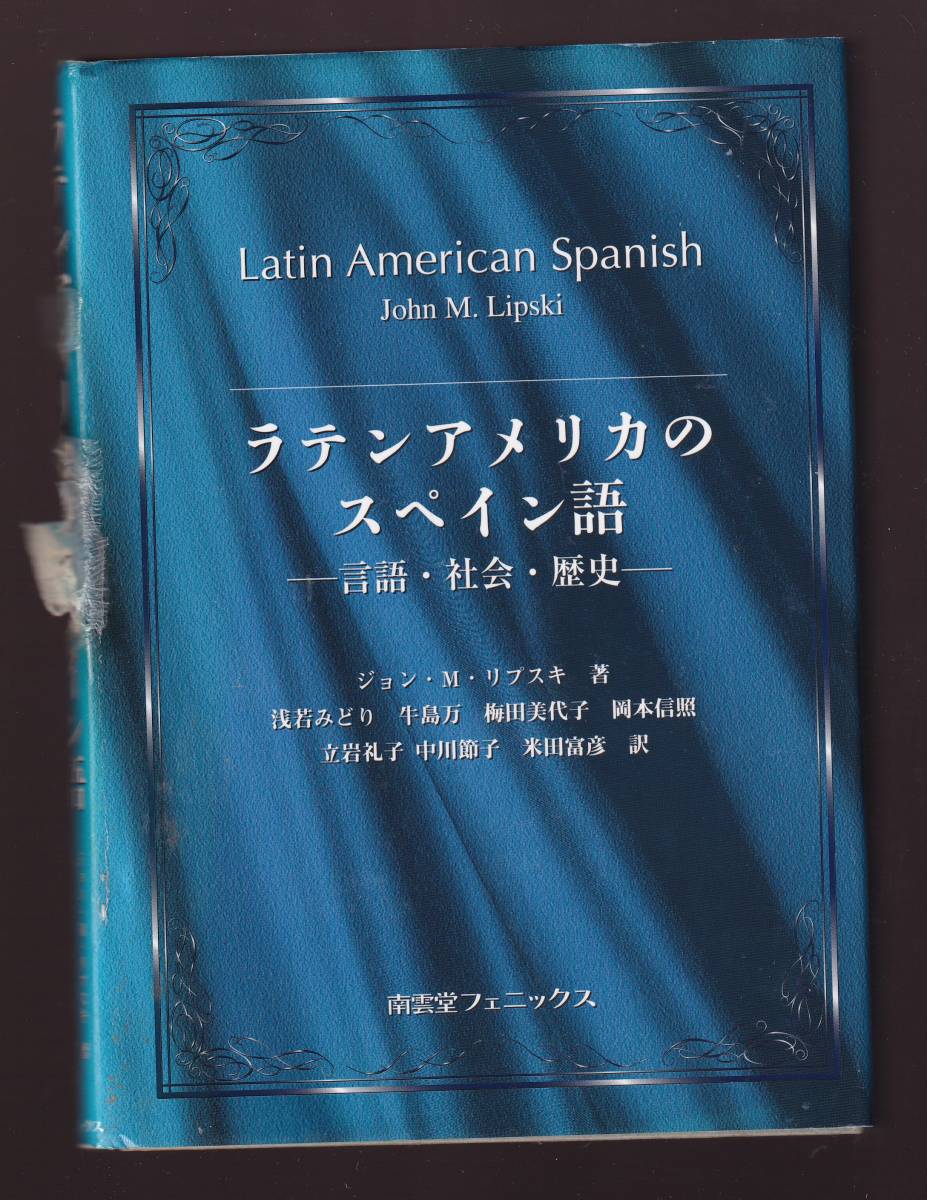 Latin American Spanish
John M. Lipski
ラテンアメリカの
スペイン語
―言語・社会・歴史―
ジョン・M・リプスキ 著
浅若みどり 牛島万 梅田美代子 岡本信照
立岩礼子 中川節子 米田富彦 訳
南雲堂フェニックス